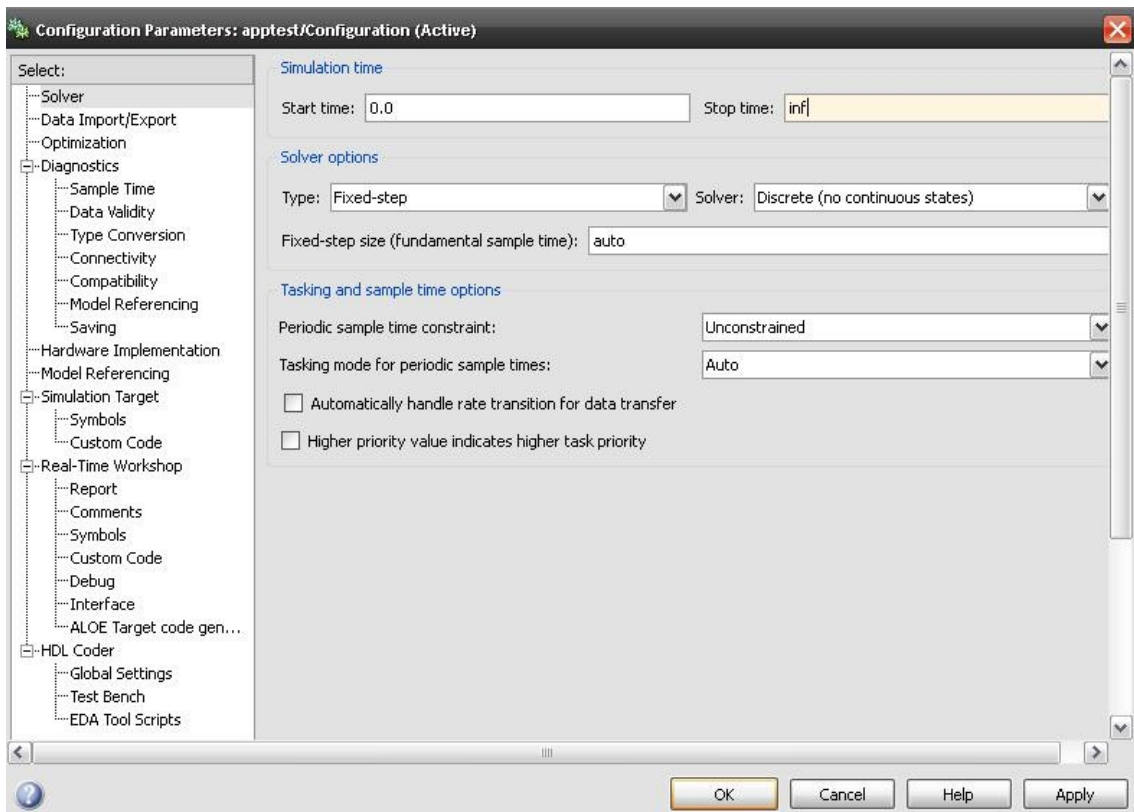 Configuration Parameters: apptest/Configuration (Active)
Select:
Solver
Data Import/Export
Optimization
Diagnostics
Sample Time
Data Validity
Type Conversion
Connectivity
Compatibility
Model Referencing
Saving
Hardware Implementation
Model Referencing
Simulation Target
Symbols
Custom Code
Real-Time Workshop
Report
Comments
Symbols
Custom Code
Debug
Interface
ALOE Target code gen...
HDL Coder
Global Settings
Test Bench
EDA Tool Scripts
Simulation time
Start time: 0.0 Stop time: inf
Solver options
Type: Fixed-step Solver: Discrete (no continuous states)
Fixed-step size (fundamental sample time): auto
Tasking and sample time options
Periodic sample time constraint: Unconstrained
Tasking mode for periodic sample times: Auto
Automatically handle rate transition for data transfer
Higher priority value indicates higher task priority
OK Cancel Help Apply